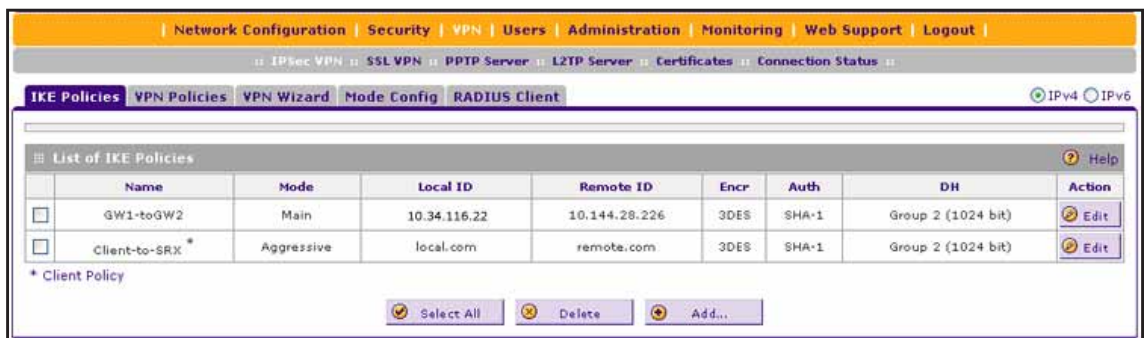 Network Configuration | Security | VPN | Users | Administration | Monitoring | Web Support | Logout
:: IPSec VPN :: SSL VPN :: PPTP Server :: L2TP Server :: Certificates :: Connection Status ::
IKE Policies VPN Policies VPN Wizard Mode Config RADIUS Client IPv4 IPv6
List of IKE Policies Help
Name Mode Local ID Remote ID Encr Auth DH Action
GW1-toGW2 Main 10.34.116.22 10.144.28.226 3DES SHA-1 Group 2 (1024 bit) Edit
Client-to-SRX * Aggressive local.com remote.com 3DES SHA-1 Group 2 (1024 bit) Edit
* Client Policy
Select All Delete Add...